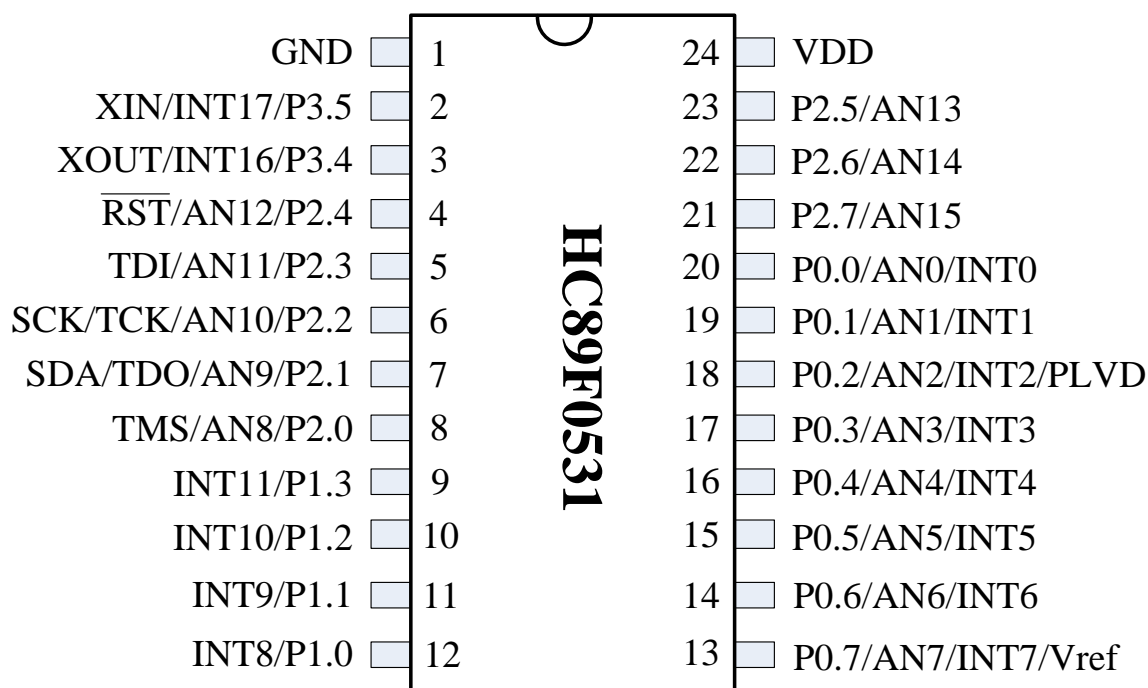 GND 1 24 VDD
XIN/INT17/P3.5 2 23 P2.5/AN13
XOUT/INT16/P3.4 3 22 P2.6/AN14
RST/AN12/P2.4 4 21 P2.7/AN15
TDI/AN11/P2.3 5 20 P0.0/AN0/INT0
SCK/TCK/AN10/P2.2 6 19 P0.1/AN1/INT1
SDA/TDO/AN9/P2.1 7 18 P0.2/AN2/INT2/PLVD
TMS/AN8/P2.0 8 17 P0.3/AN3/INT3
INT11/P1.3 9 16 P0.4/AN4/INT4
INT10/P1.2 10 15 P0.5/AN5/INT5
INT9/P1.1 11 14 P0.6/AN6/INT6
INT8/P1.0 12 13 P0.7/AN7/INT7/Vref
HC89F0531